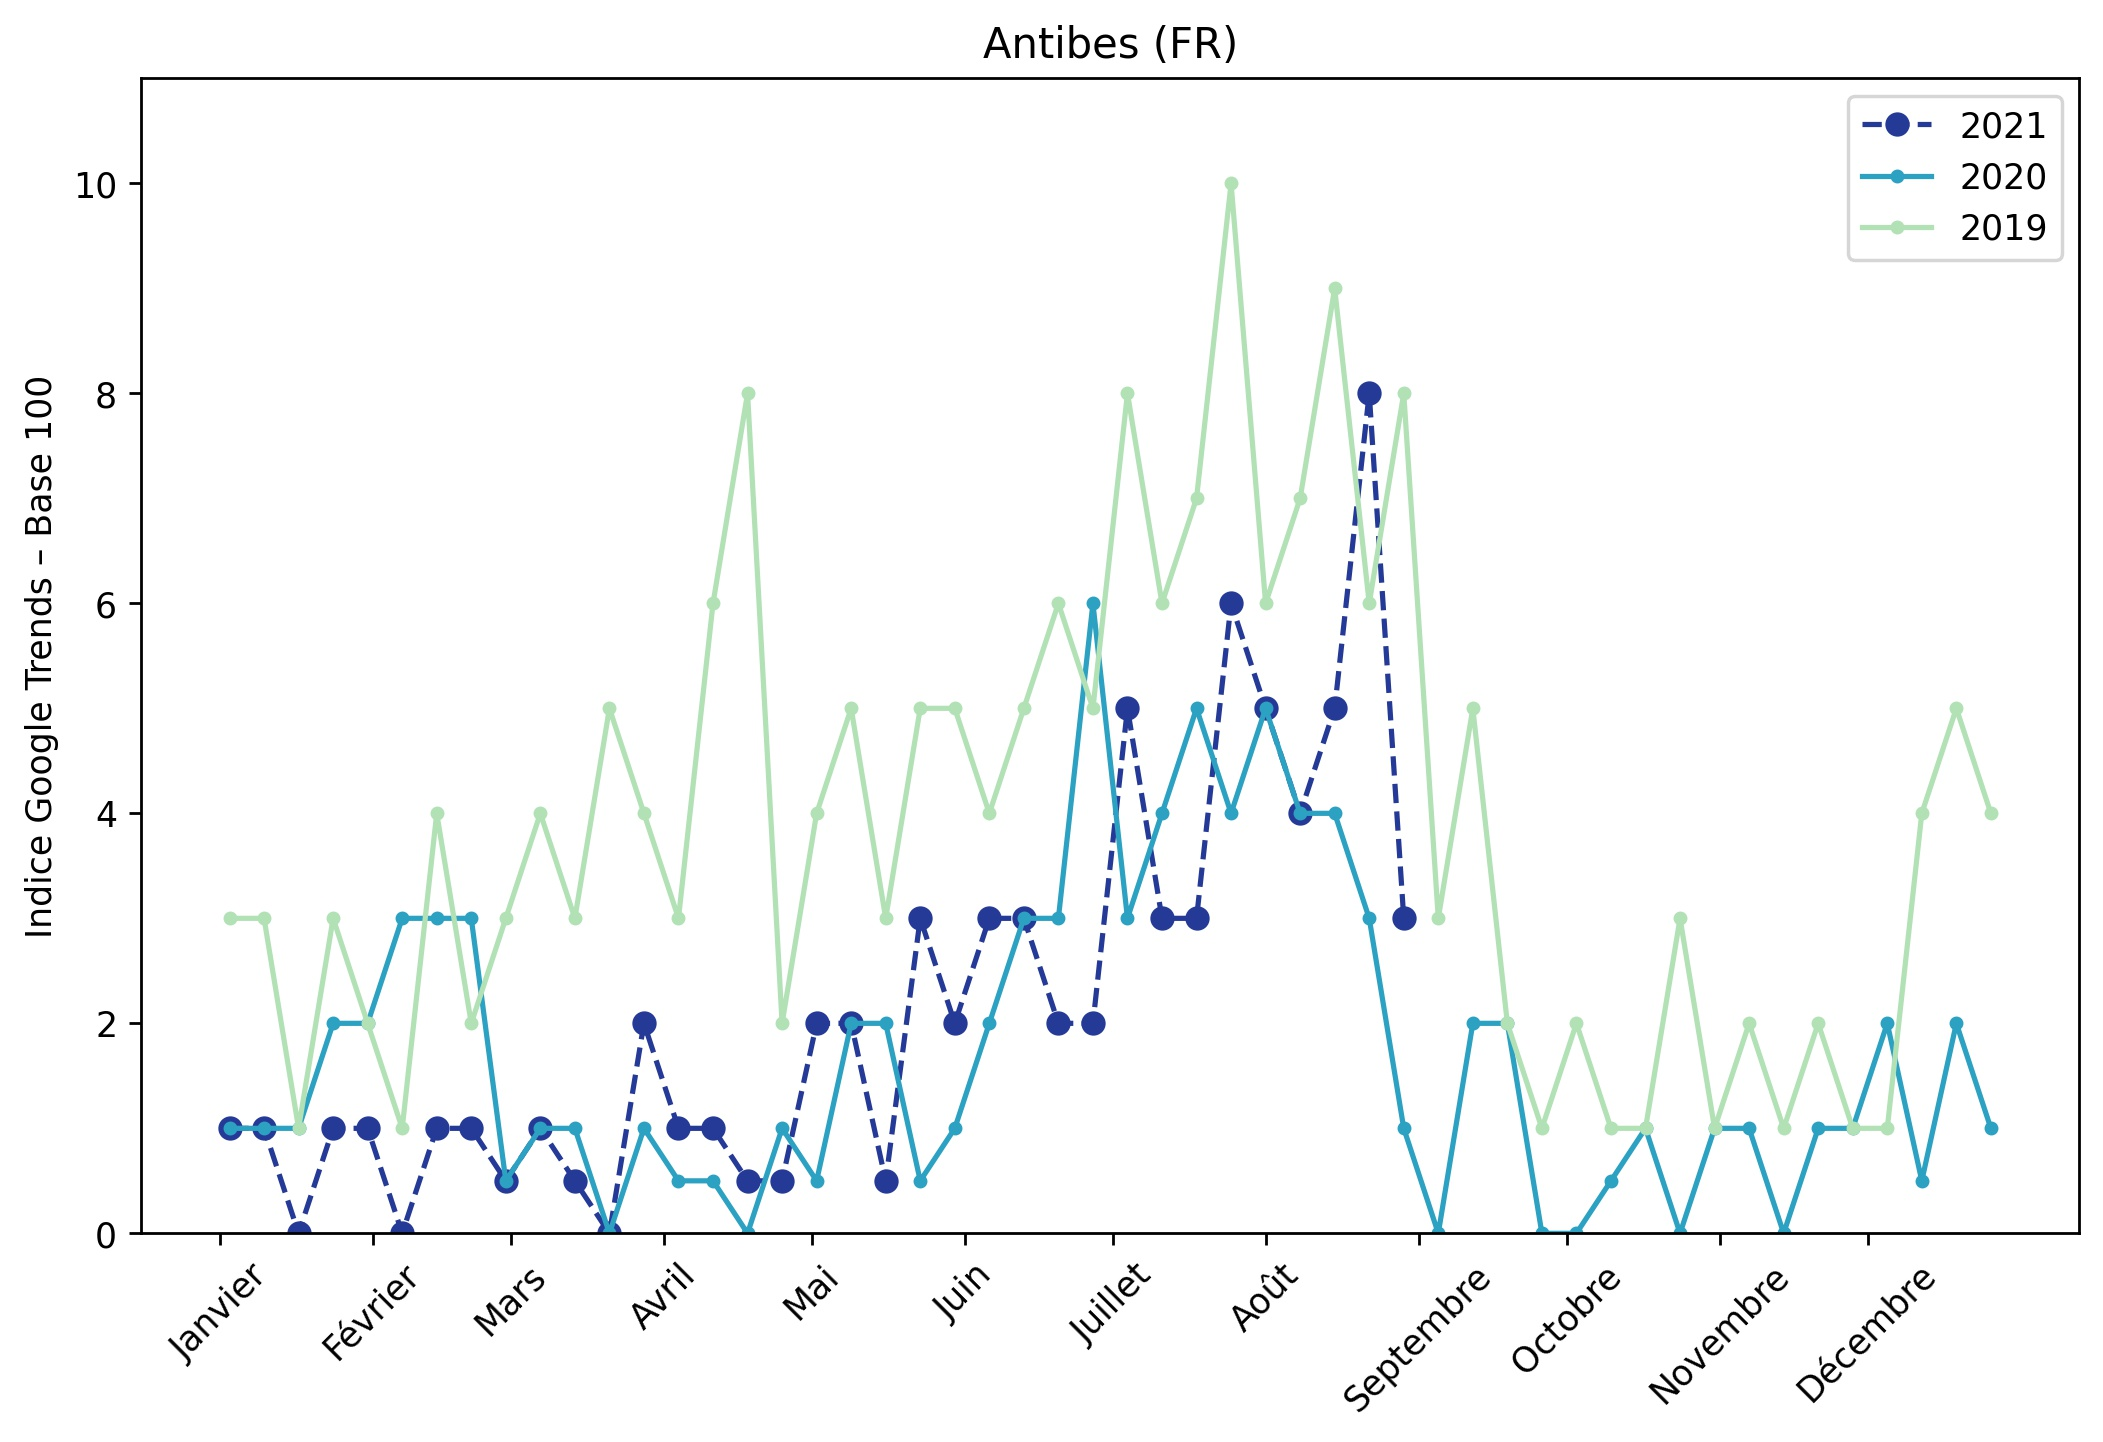 Antibes (FR)
2021
2020
2019
Indice Google Trends – Base 100
10
8
6
4
2
0
Janvier
Février
Mars
Avril
Mai
Juin
Juillet
Août
Septembre
Octobre
Novembre
Décembre